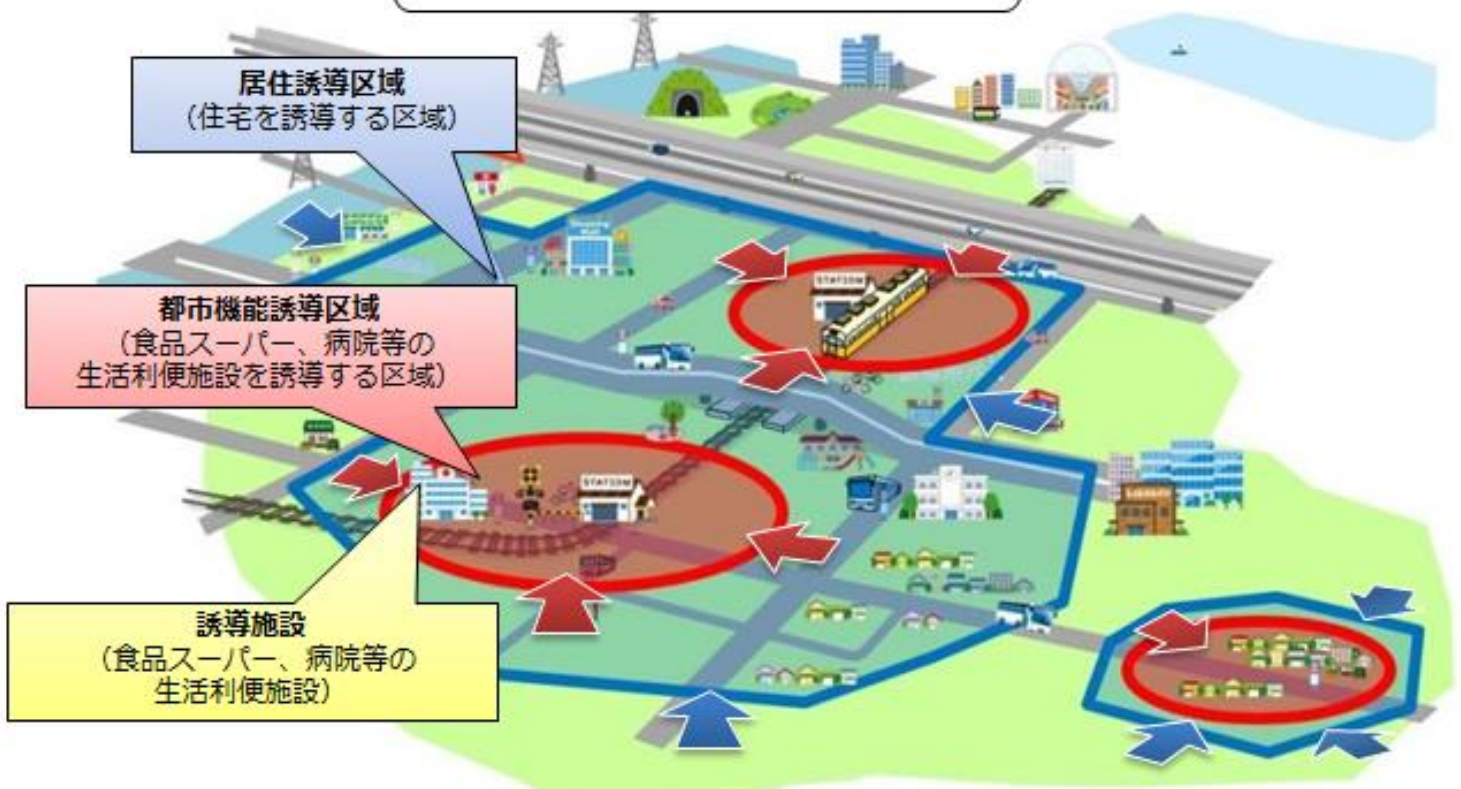 居住誘導区域
（住宅を誘導する区域）
都市機能誘導区域
（食品スーパー、病院等の
生活利便施設を誘導する区域）
STATION
STATION
誘導施設
（食品スーパー、病院等の
生活利便施設）